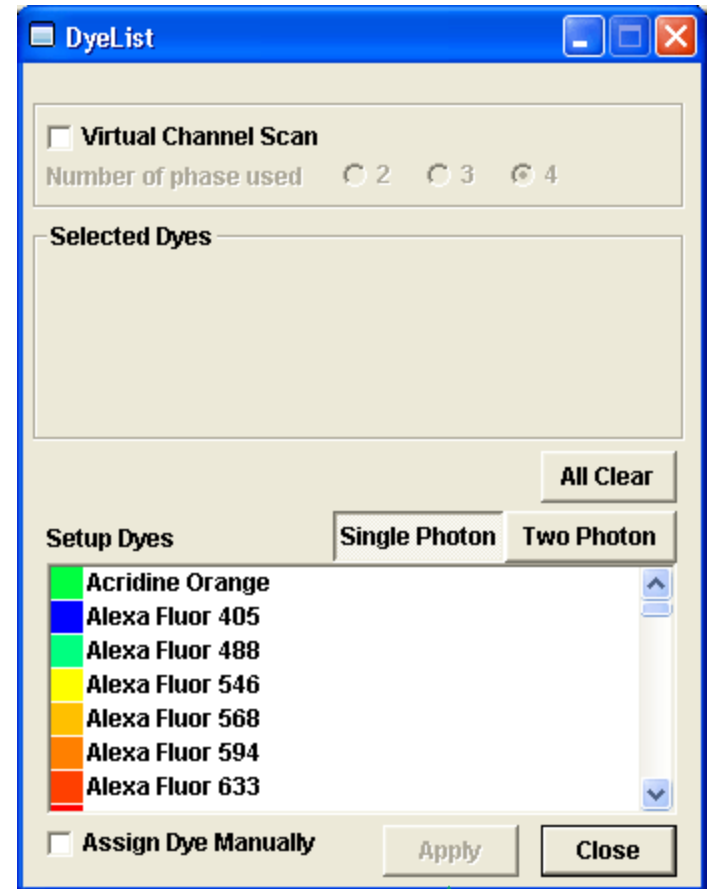 DyeList
Virtual Channel Scan
Number of phase used 2 3 4
Selected Dyes
All Clear
Setup Dyes Single Photon Two Photon
Acridine Orange
Alexa Fluor 405
Alexa Fluor 488
Alexa Fluor 546
Alexa Fluor 568
Alexa Fluor 594
Alexa Fluor 633
Assign Dye Manually Apply Close